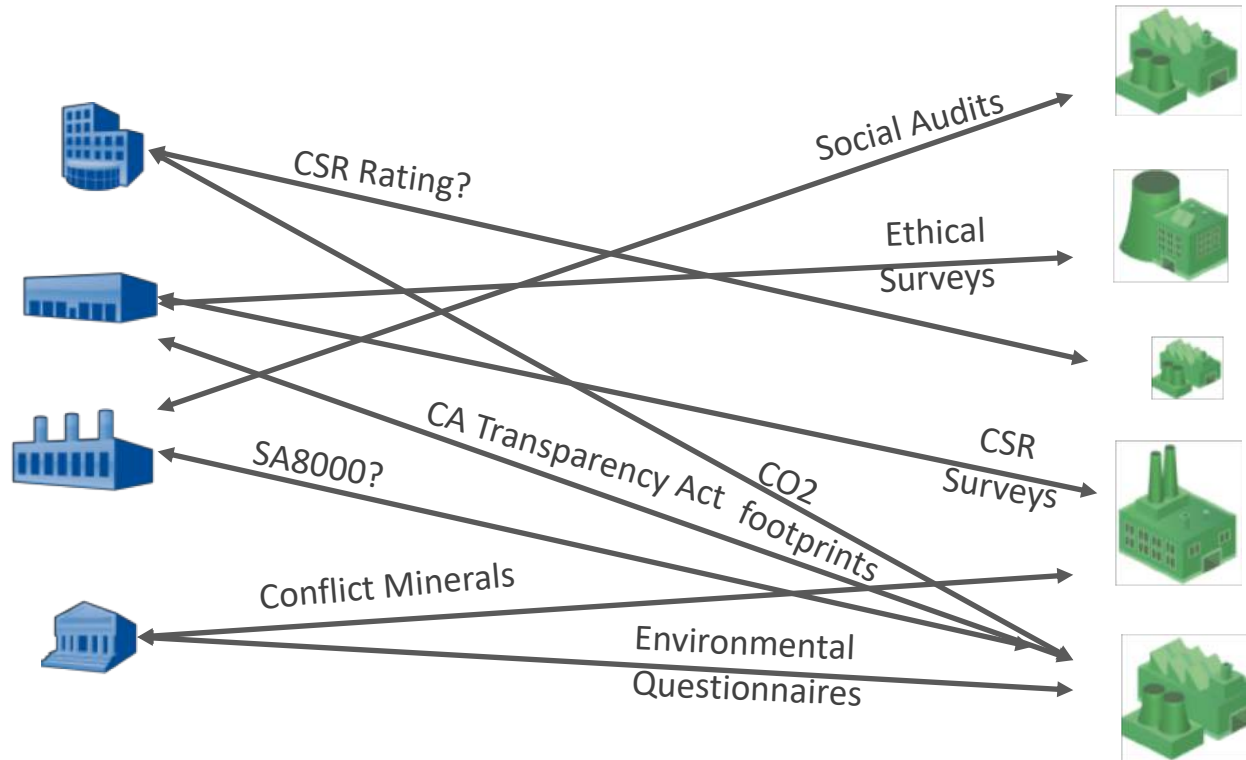 Social Audits
CSR Rating?
Ethical
Surveys
CA Transparency Act
CSR
Surveys
SA8000?
CO2
footprints
Conflict Minerals
Environmental
Questionnaires